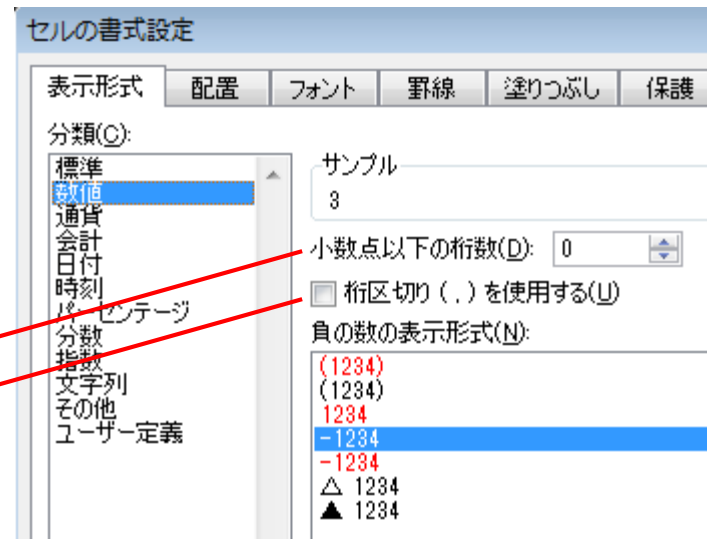 セルの書式設定
表示形式 配置 フォント 罫線 塗りつぶし 保護
分類(C):
標準
数値
通貨
会計
日付
時刻
パーセンテージ
分数
指数
文字列
その他
ユーザー定義
サンプル
3
小数点以下の桁数(D): 0
桁区切り(,)を使用する(U)
負の数の表示形式(N):
(1234)
(1234)
1234
-1234
-1234
△ 1234
▲ 1234